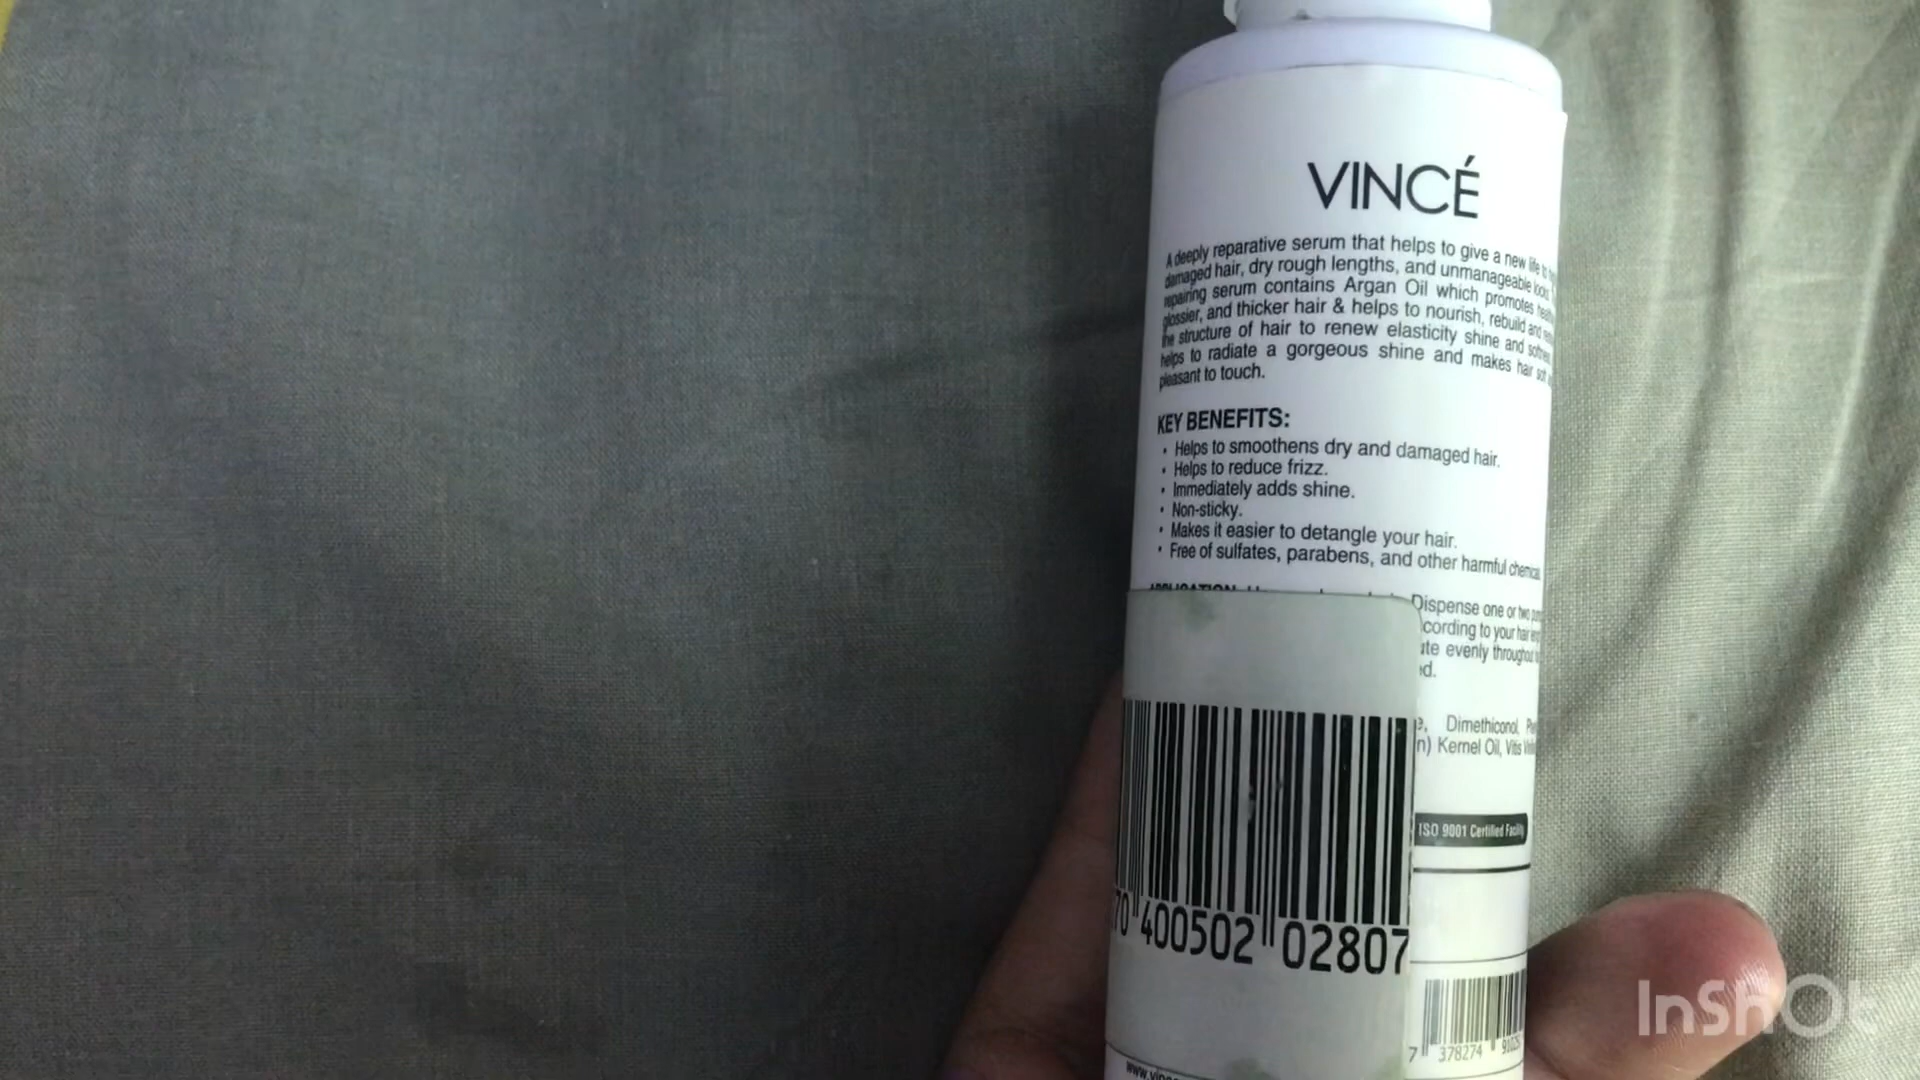 VINCÉ
A deeply reparative serum that helps to give a new life to
damaged hair, dry rough lengths, and unmanageable locks.
repairing serum contains Argan Oil which promotes
glossier, and thicker hair & helps to nourish, rebuild and
the structure of hair to renew elasticity shine and
helps to radiate a gorgeous shine and makes hair soft
pleasant to touch.
KEY BENEFITS:
• Helps to smoothens dry and damaged hair.
• Helps to reduce frizz.
• Immediately adds shine.
• Non-sticky.
• Makes it easier to detangle your hair.
• Free of sulfates, parabens, and other harmful
Dispense one or two
to your hair
evenly throughout
Dimethiconol,
Kernel Oil, Vitis
ISO 9001 Certified Facility
70 400502 02807
7 378274
InShOt